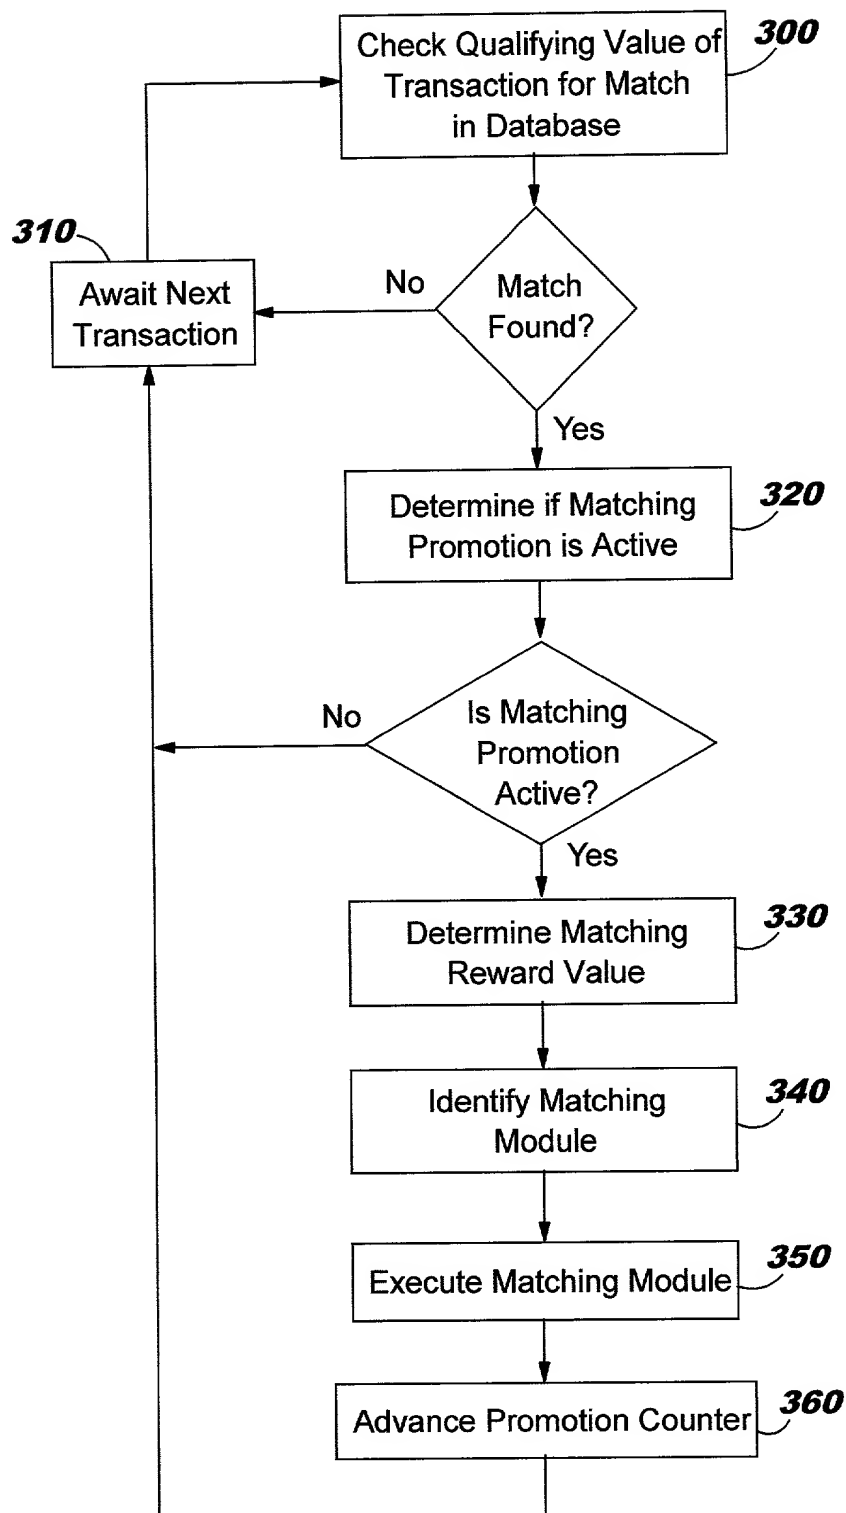 Check Qualifying Value of
Transaction for Match
in Database
300
310
Await Next
Transaction
No
Match
Found?
Yes
Determine if Matching
Promotion is Active
320
No
Is Matching
Promotion
Active?
Yes
Determine Matching
Reward Value
330
Identify Matching
Module
340
Execute Matching Module
350
Advance Promotion Counter
360